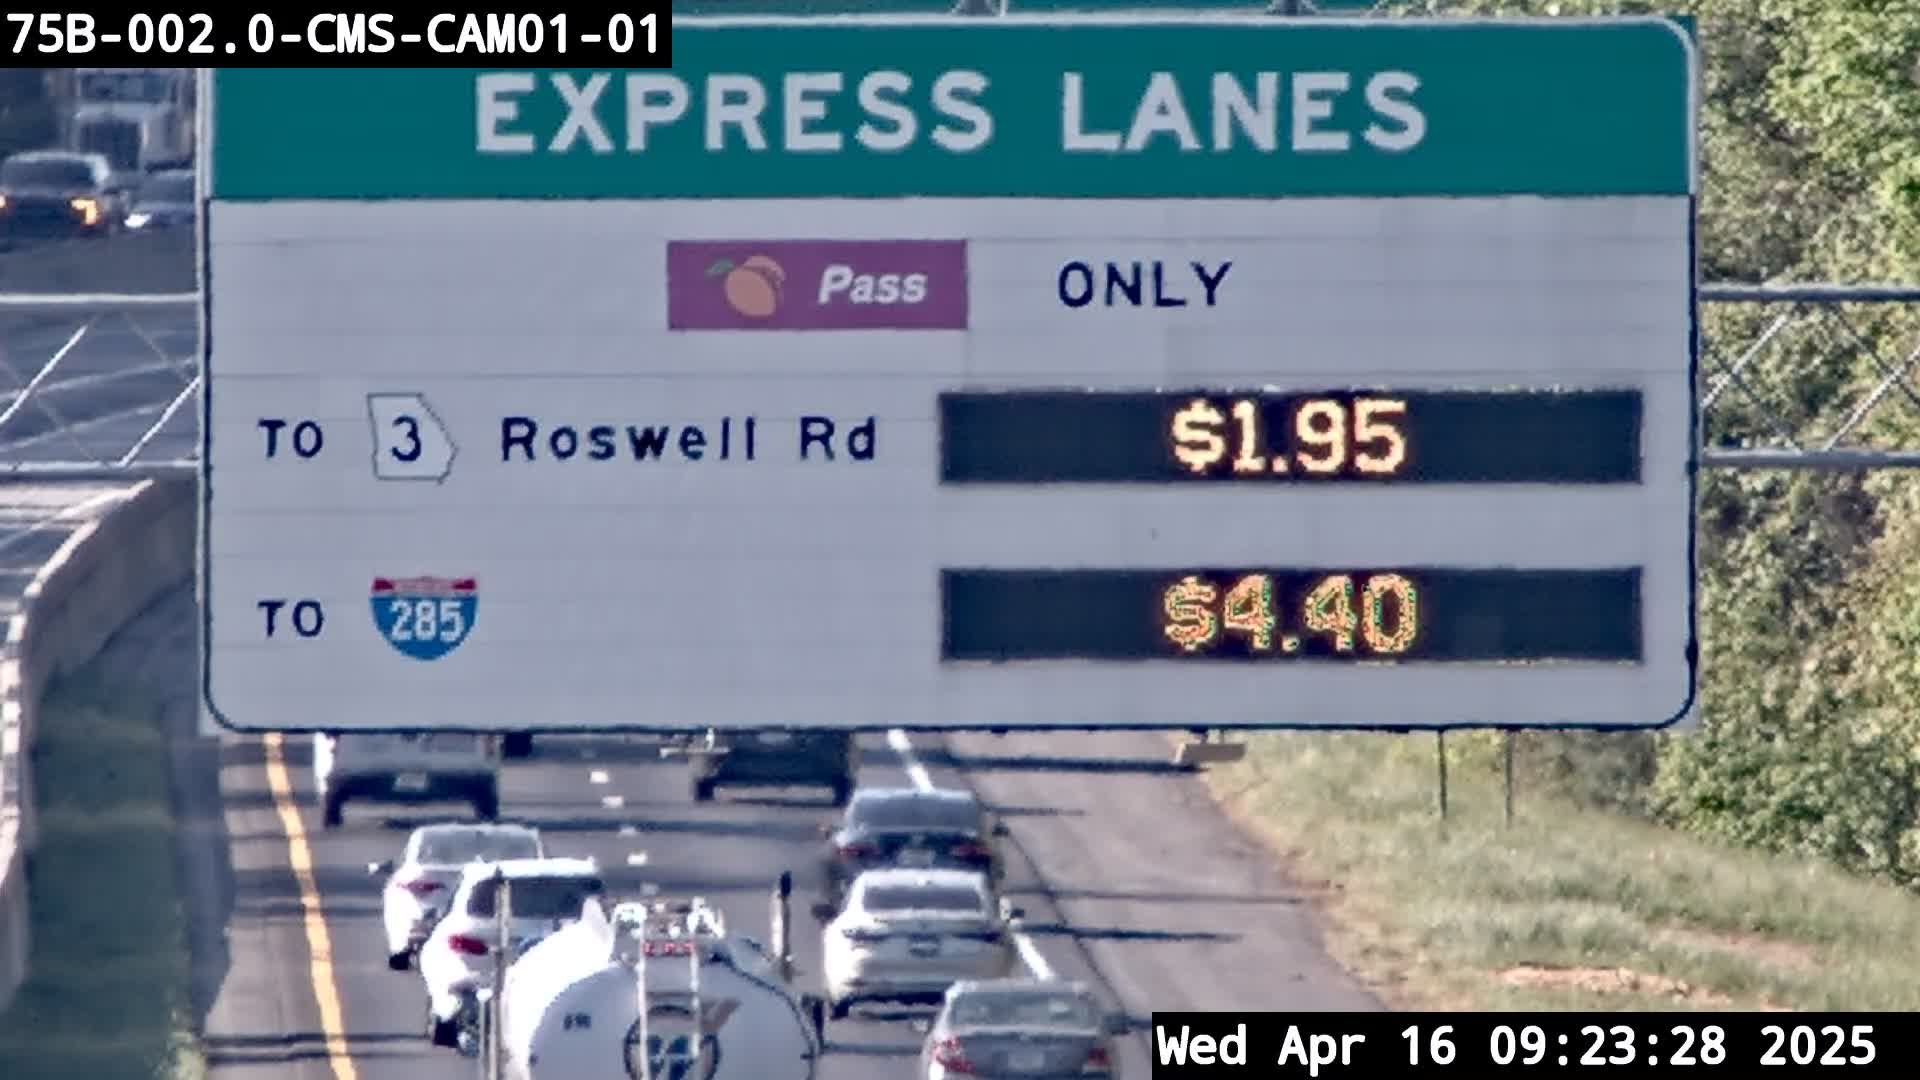 75B-002.0-CMS-CAM01-01
EXPRESS LANES
Pass ONLY
TO 3 Roswell Rd $1.95
TO 285 $4.40
Wed Apr 16 09:23:28 2025